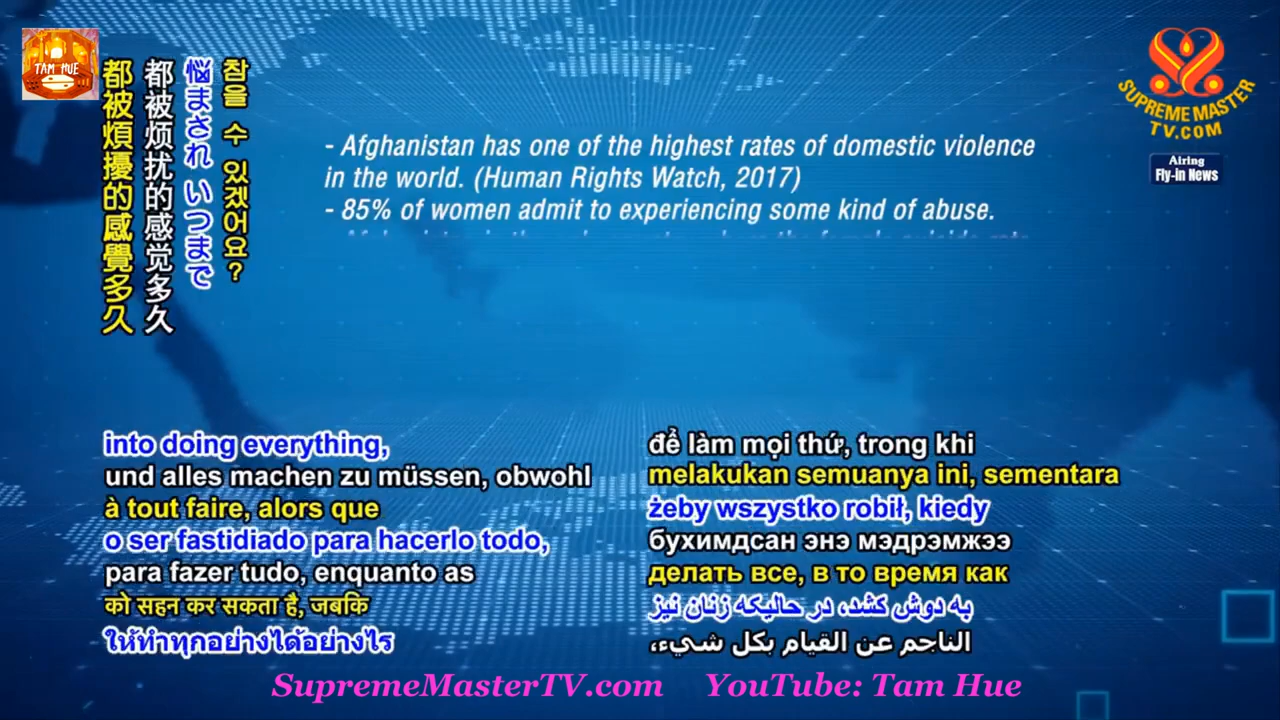 TAM HUE
都被煩擾的感覺多久
都被烦扰的感觉多久
悩まされ いつまで
참을 수 있겠어요?
SUPREME MASTER
TV.COM
Airing
Fly-in News
- Afghanistan has one of the highest rates of domestic violence
in the world. (Human Rights Watch, 2017)
- 85% of women admit to experiencing some kind of abuse.
into doing everything,
und alles machen zu müssen, obwohl
à tout faire, alors que
o ser fastidiado para hacerlo todo,
para fazer tudo, enquanto as
को सहन कर सकता है, जबकि
ให้ทำทุกอย่างได้อย่างไร
để làm mọi thứ, trong khi
melakukan semuanya ini, sementara
żeby wszystko robił, kiedy
бухимдсан энэ мэдрэмжээ
делать все, в то время как
به دوش کشد، در حالیکه زنان نیز
الناجم عن القيام بكل شيء،
SupremeMasterTV.com YouTube: Tam Hue